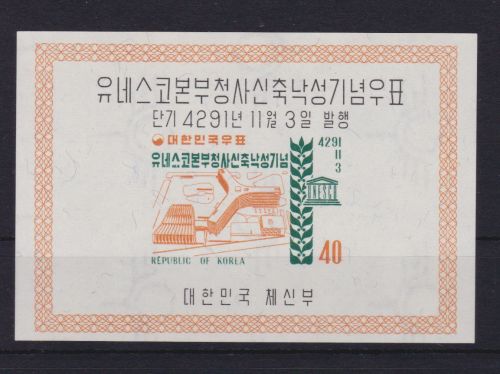 유네스코본부청사신축낙성기념우표
단기 4291년 11월 3일 발행
대한민국우표
4291
11
3
유네스코본부청사신축낙성기념
UNESCO
REPUBLIC OF KOREA
40
대한민국 체신부